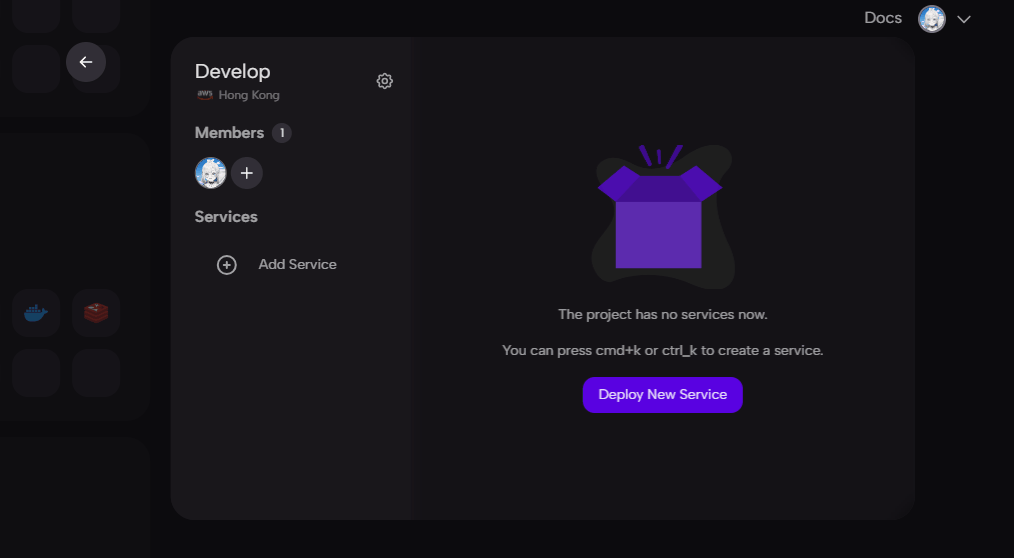 Docs
Develop
aws Hong Kong
Members 1
Services
Add Service
The project has no services now.
You can press cmd+k or ctrl_k to create a service.
Deploy New Service